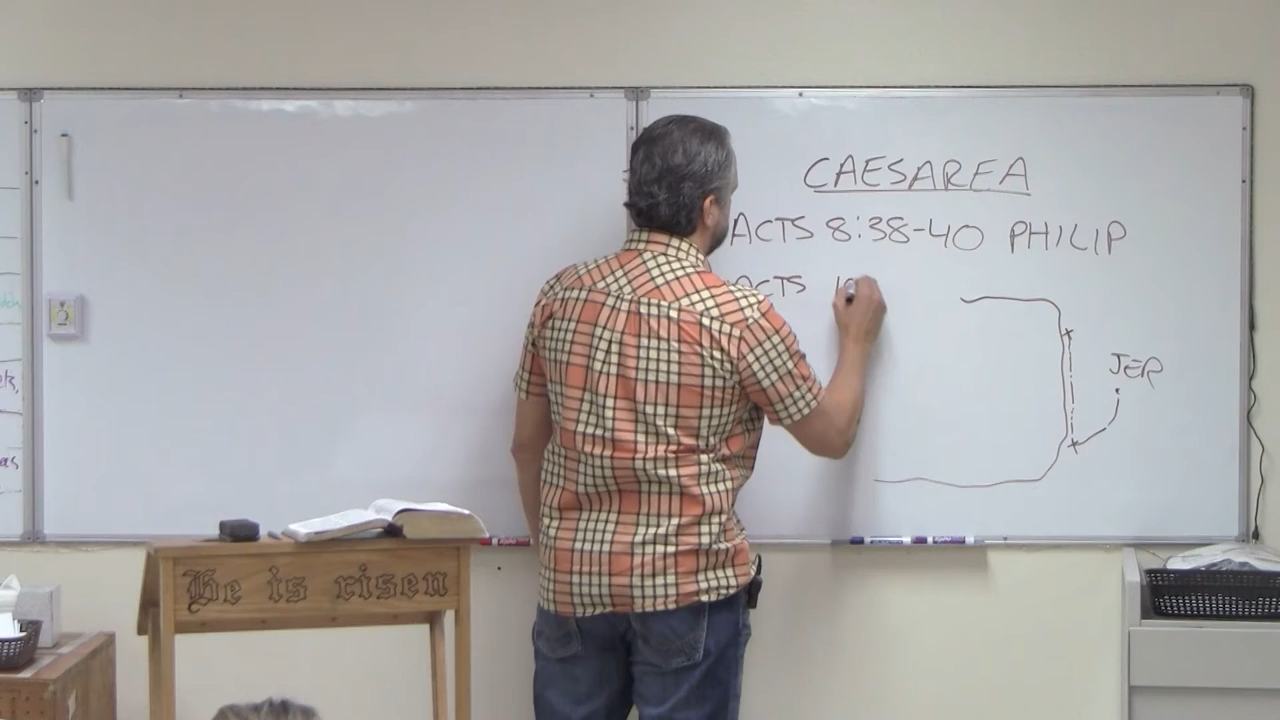 CAESAREA
ACTS 8:38-40 PHILIP
ACTS
JER
He is risen